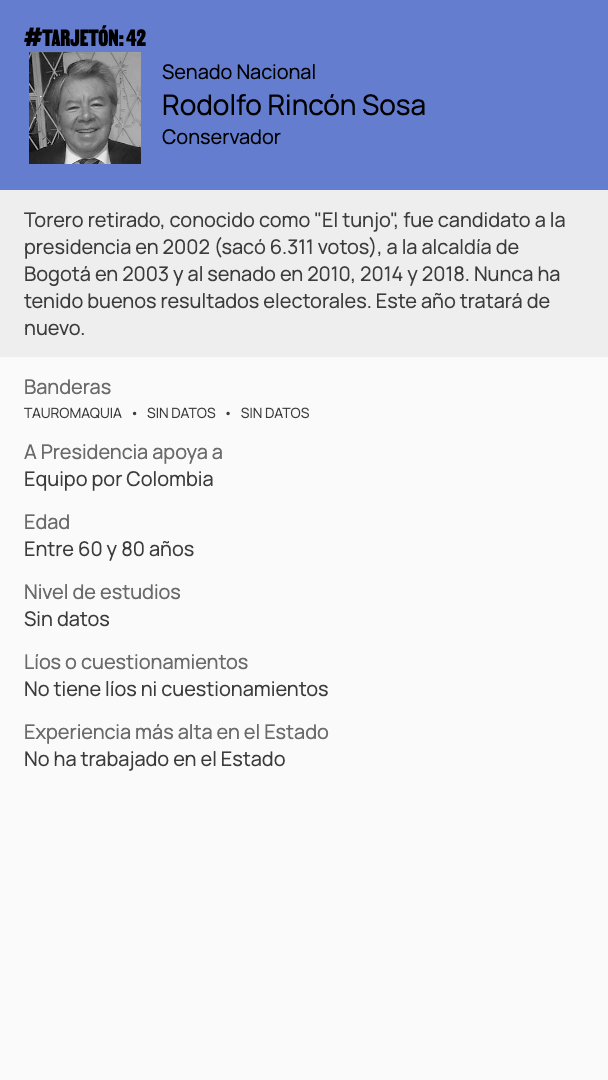 #TARJETÓN: 42
Senado Nacional
Rodolfo Rincón Sosa
Conservador
Torero retirado, conocido como "El tunjo", fue candidato a la
presidencia en 2002 (sacó 6.311 votos), a la alcaldía de
Bogotá en 2003 y al senado en 2010, 2014 y 2018. Nunca ha
tenido buenos resultados electorales. Este año tratará de
nuevo.
Banderas
TAUROMAQUIA • SIN DATOS • SIN DATOS
A Presidencia apoya a
Equipo por Colombia
Edad
Entre 60 y 80 años
Nivel de estudios
Sin datos
Líos o cuestionamientos
No tiene líos ni cuestionamientos
Experiencia más alta en el Estado
No ha trabajado en el Estado